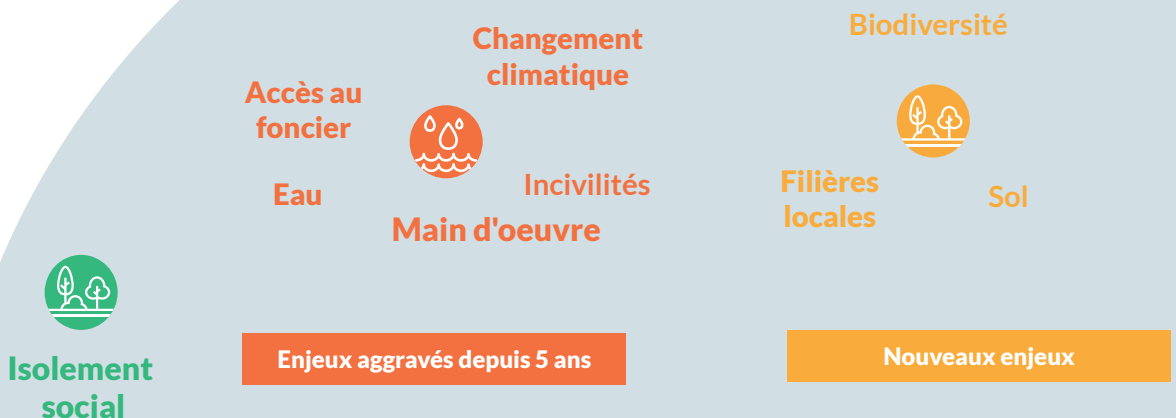 Changement
climatique
Accès au
foncier
Eau
Incivilités
Main d'oeuvre
Enjeux aggravés depuis 5 ans
Biodiversité
Filières
locales
Sol
Nouveaux enjeux
Isolement
social